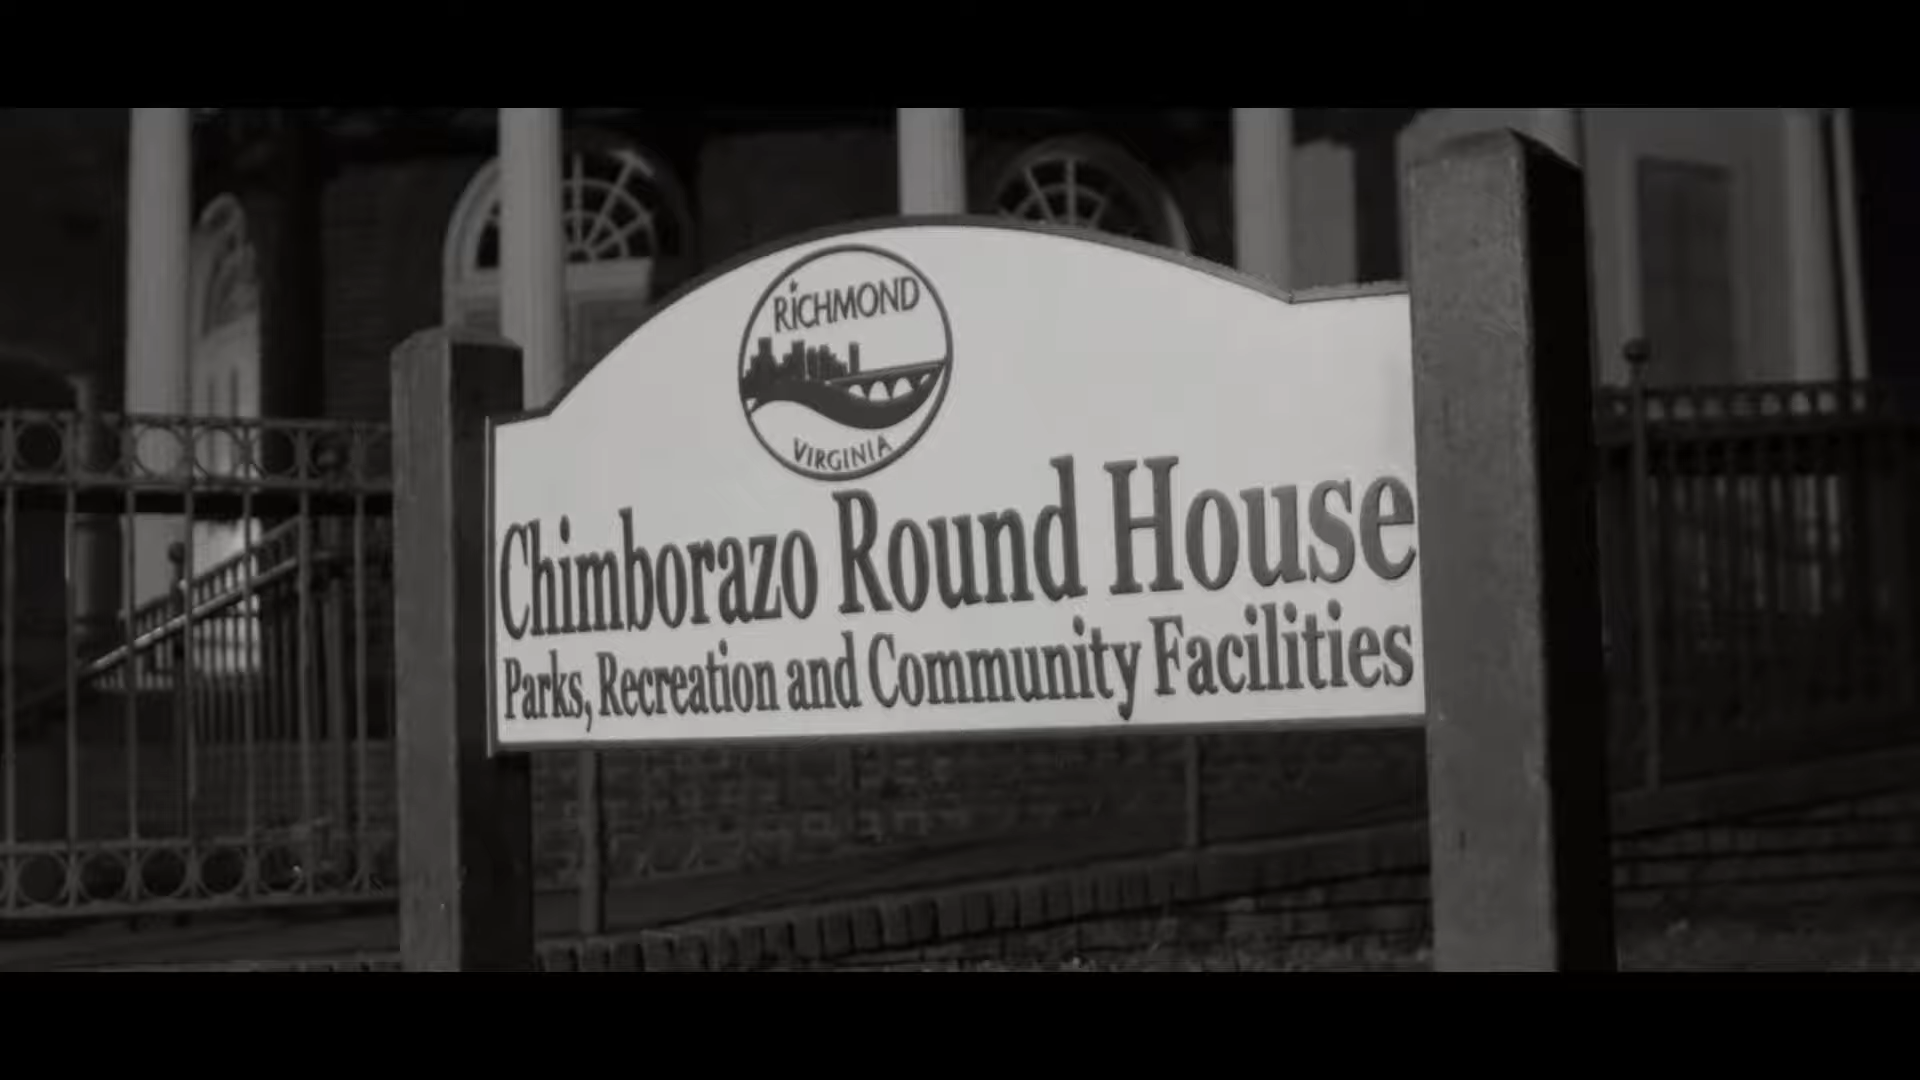 RiCHMOND
VIRGINIA
Chimborazo Round House
Parks, Recreation and Community Facilities